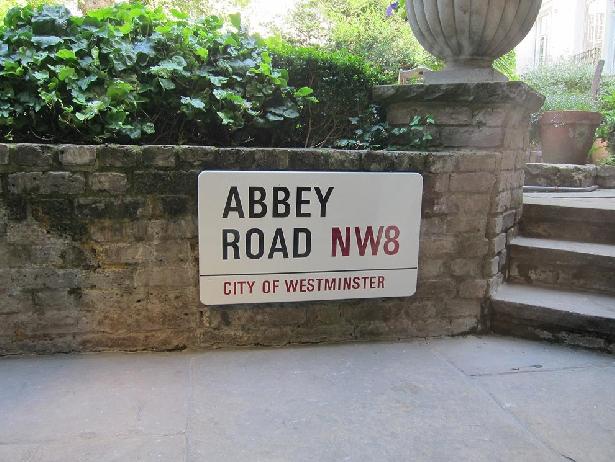 ABBEY
ROAD NW8
CITY OF WESTMINSTER